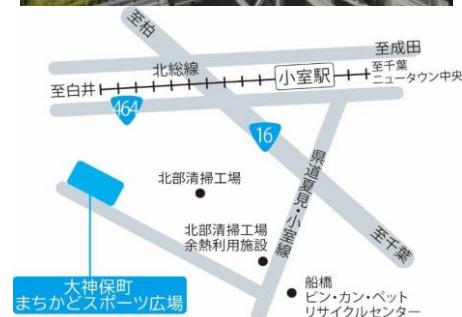 至柏
至成田
北総線
小室駅
至千葉
ニュータウン中央
至白井
464
16
県道夏見・小室線
北部清掃工場
北部清掃工場
余熱利用施設
至千葉
大神保町
まちかどスポーツ広場
船橋
ビン・カン・ペット
リサイクルセンター